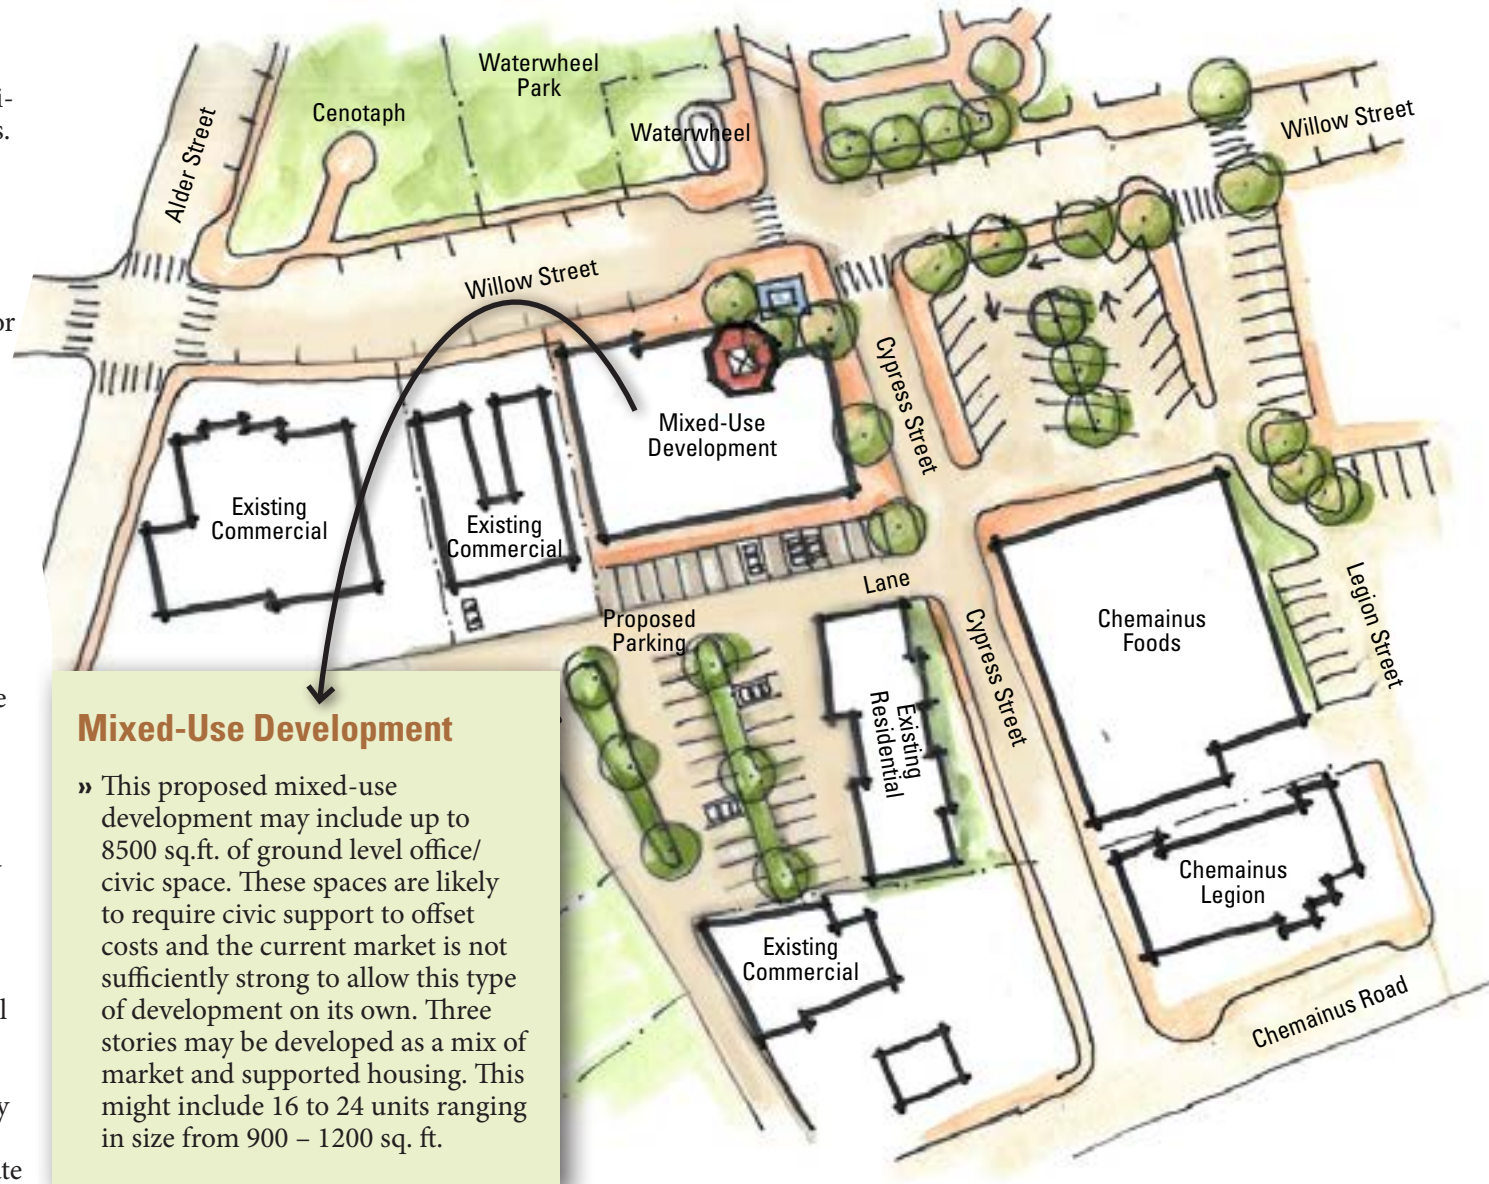 Waterwheel
Park
Cenotaph
Waterwheel
Alder Street
Willow Street
Willow Street
Cypress Street
Mixed-Use
Development
Existing
Commercial
Existing
Commercial
Lane
Proposed
Parking
Chemainus
Foods
Legion Street
Cypress Street
Existing
Residential
Chemainus
Legion
Existing
Commercial
Chemainus Road
Mixed-Use Development
» This proposed mixed-use
development may include up to
8500 sq.ft. of ground level office/
civic space. These spaces are likely
to require civic support to offset
costs and the current market is not
sufficiently strong to allow this type
of development on its own. Three
stories may be developed as a mix of
market and supported housing. This
might include 16 to 24 units ranging
in size from 900 – 1200 sq. ft.